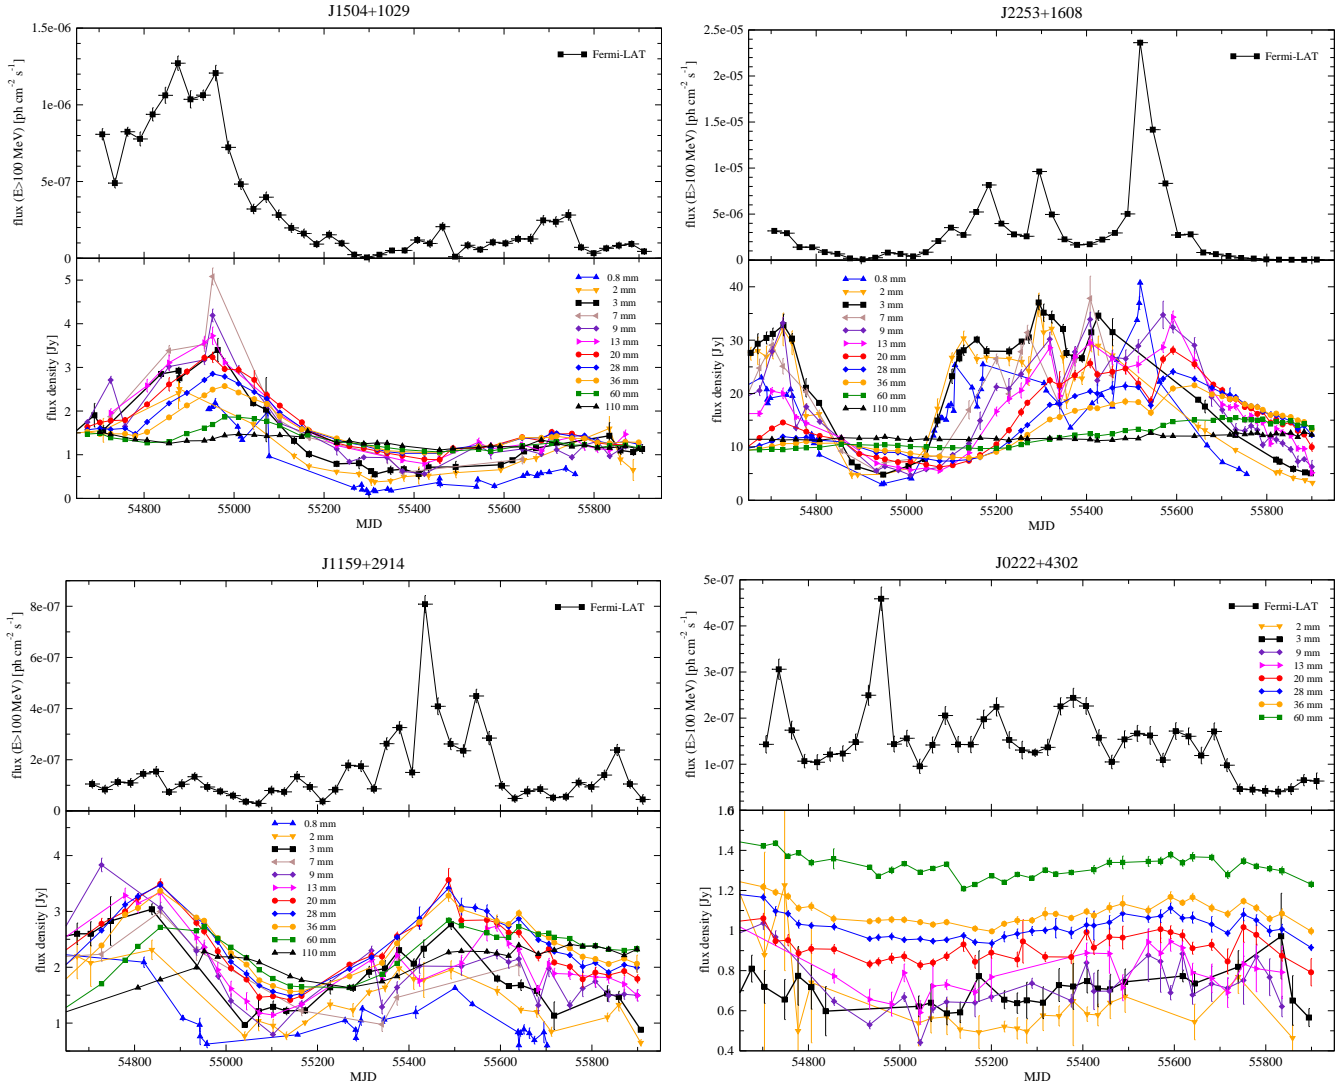 J1504+1029
1.5e-06
1e-06
5e-07
0
flux (E>100 MeV) [ph cm-2 s-1]
Fermi-LAT
5
4
3
2
1
0
flux density [Jy]
0.8 mm
2 mm
3 mm
7 mm
9 mm
13 mm
20 mm
28 mm
36 mm
60 mm
110 mm
54800 55000 55200 55400 55600 55800
MJD
J2253+1608
2.5e-05
2e-05
1.5e-05
1e-05
5e-06
0
flux (E>100 MeV) [ph cm-2 s-1]
Fermi-LAT
40
30
20
10
0
flux density [Jy]
0.8 mm
2 mm
3 mm
7 mm
9 mm
13 mm
20 mm
28 mm
36 mm
60 mm
110 mm
54800 55000 55200 55400 55600 55800
MJD
J1159+2914
8e-07
6e-07
4e-07
2e-07
0
flux (E>100 MeV) [ph cm-2 s-1]
Fermi-LAT
4
3
2
1
flux density [Jy]
0.8 mm
2 mm
3 mm
7 mm
9 mm
13 mm
20 mm
28 mm
36 mm
60 mm
110 mm
54800 55000 55200 55400 55600 55800
MJD
J0222+4302
5e-07
4e-07
3e-07
2e-07
1e-07
flux (E>100 MeV) [ph cm-2 s-1]
Fermi-LAT
2 mm
3 mm
9 mm
13 mm
20 mm
28 mm
36 mm
60 mm
1.4
1.2
1
0.8
0.6
0.4
flux density [Jy]
54800 55000 55200 55400 55600 55800
MJD